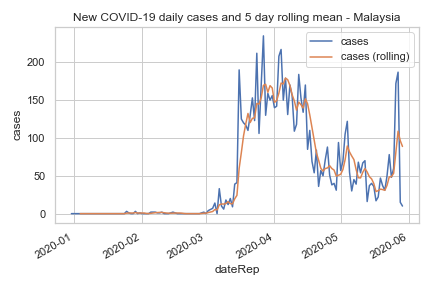 New COVID-19 daily cases and 5 day rolling mean - Malaysia
cases
cases (rolling)
200
150
100
50
0
cases
2020-01
2020-02
2020-03
2020-04
2020-05
2020-06
dateRep